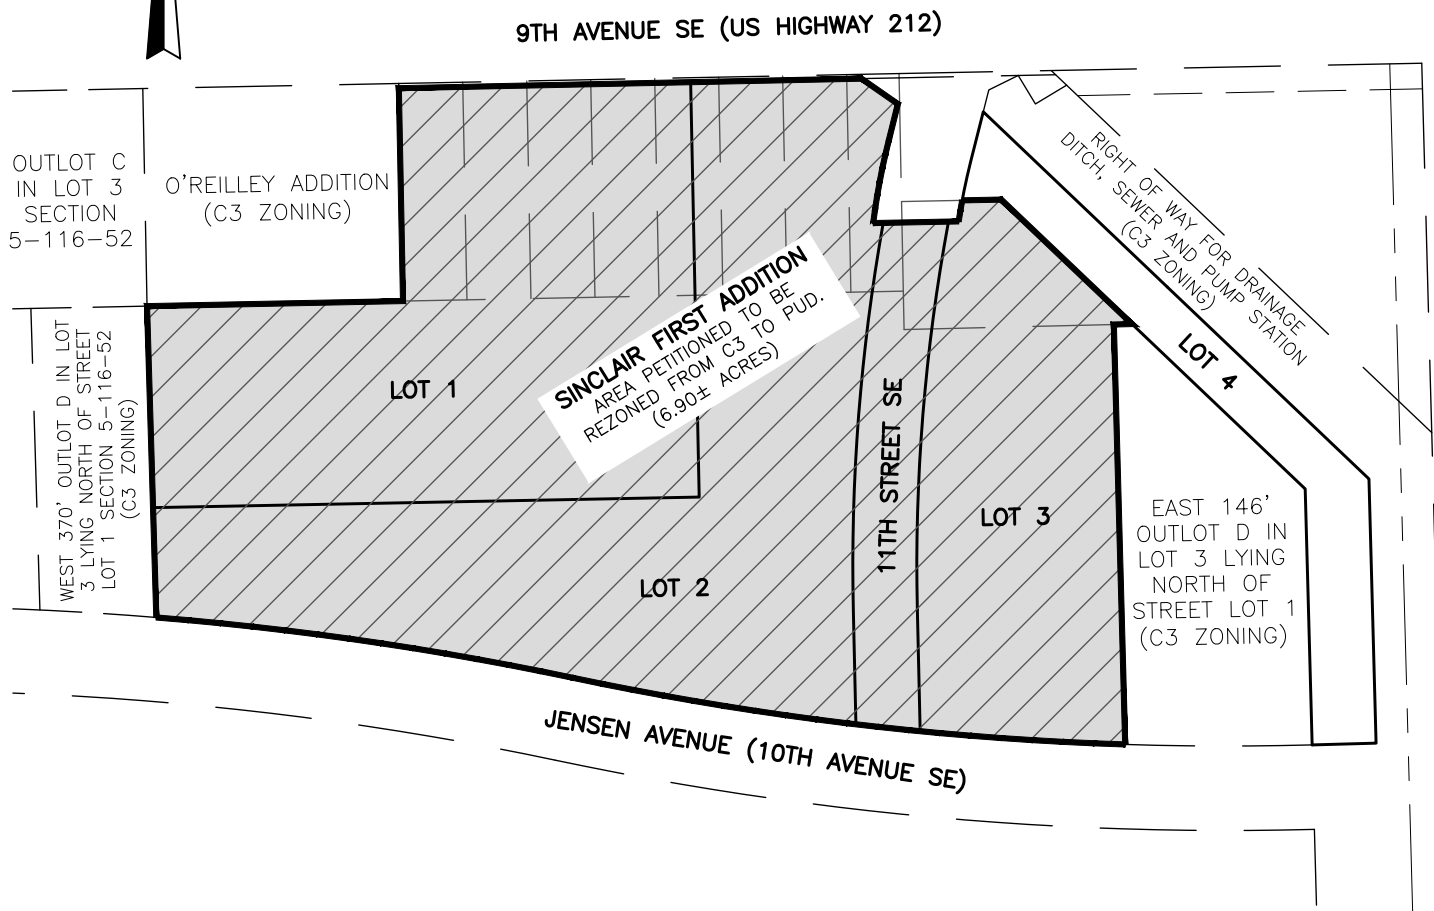 9TH AVENUE SE (US HIGHWAY 212)
OUTLOT C
IN LOT 3
SECTION
5-116-52
O'REILLEY ADDITION
(C3 ZONING)
RIGHT OF WAY FOR DRAINAGE
DITCH, SEWER AND PUMP STATION
(C3 ZONING)
SINCLAIR FIRST ADDITION
AREA PETITIONED TO BE
REZONED FROM C3 TO PUD.
(6.90± ACRES)
WEST 370' OUTLOT D IN LOT
3 LYING NORTH OF STREET
LOT 1 SECTION 5-116-52
(C3 ZONING)
LOT 1
LOT 4
11TH STREET SE
LOT 3
LOT 2
EAST 146'
OUTLOT D IN
LOT 3 LYING
NORTH OF
STREET LOT 1
(C3 ZONING)
JENSEN AVENUE (10TH AVENUE SE)